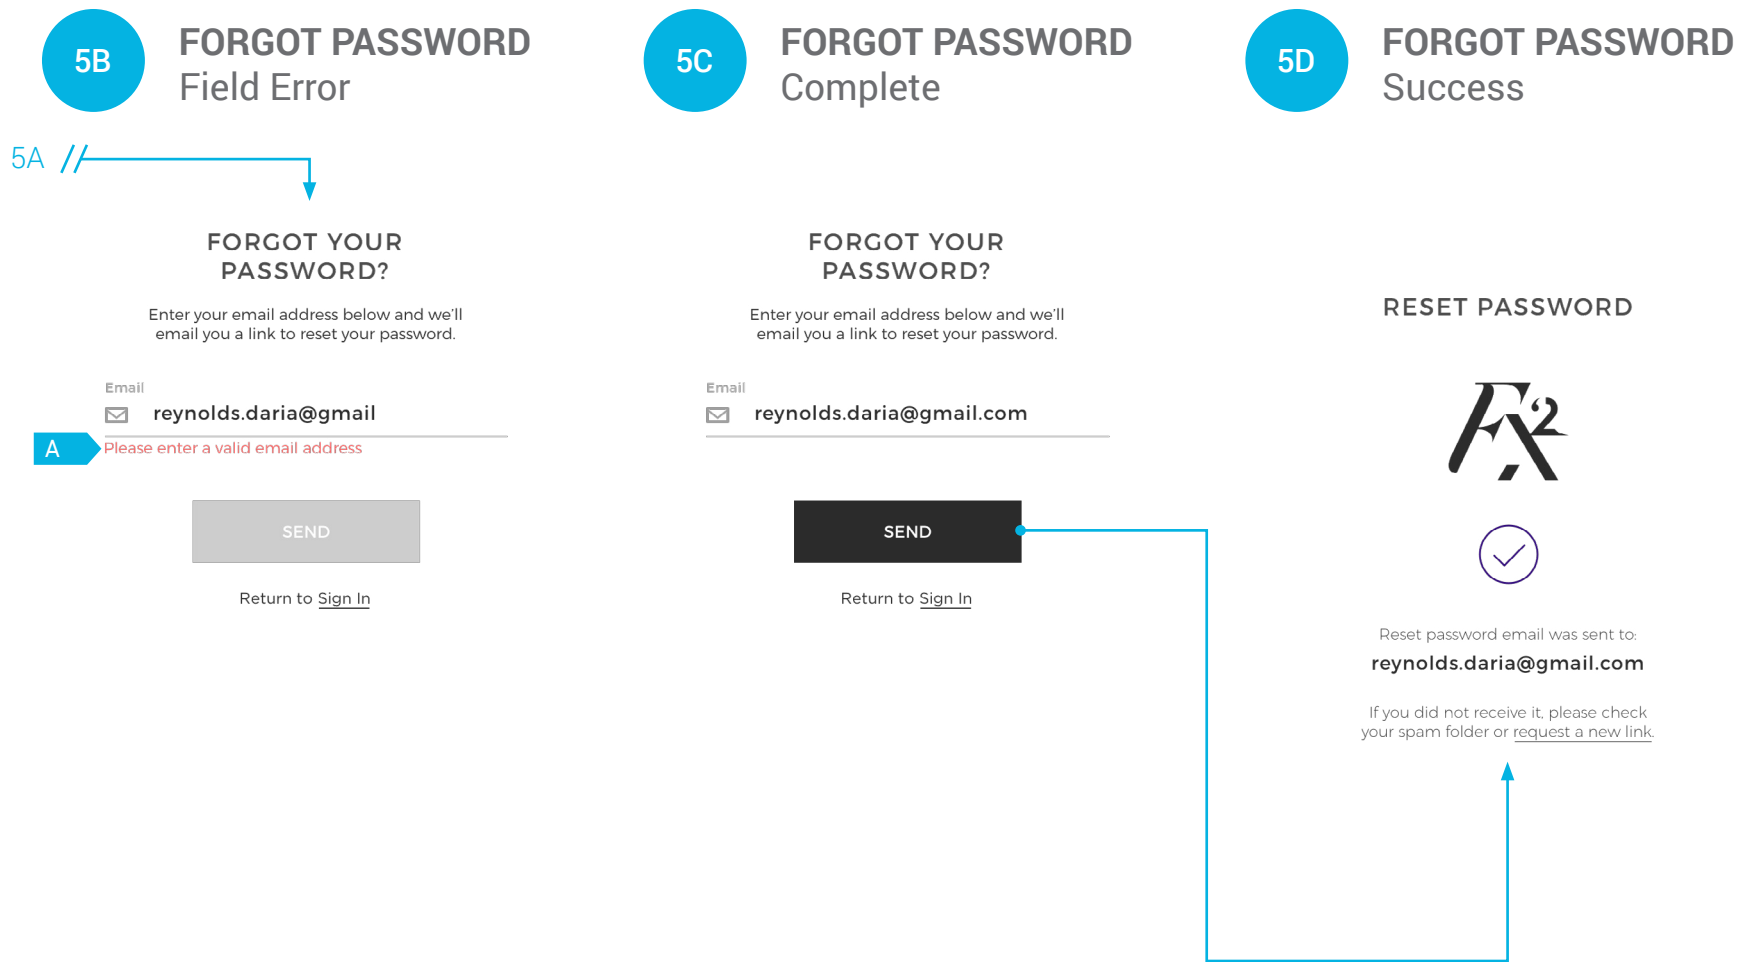 5B
FORGOT PASSWORD
Field Error
5A
FORGOT YOUR
PASSWORD?
Enter your email address below and we'll
email you a link to reset your password.
Email
reynolds.daria@gmail
A
Please enter a valid email address
SEND
Return to Sign In
5C
FORGOT PASSWORD
Complete
FORGOT YOUR
PASSWORD?
Enter your email address below and we'll
email you a link to reset your password.
Email
reynolds.daria@gmail.com
SEND
Return to Sign In
5D
FORGOT PASSWORD
Success
RESET PASSWORD
FX2
Reset password email was sent to:
reynolds.daria@gmail.com
If you did not receive it, please check
your spam folder or request a new link.